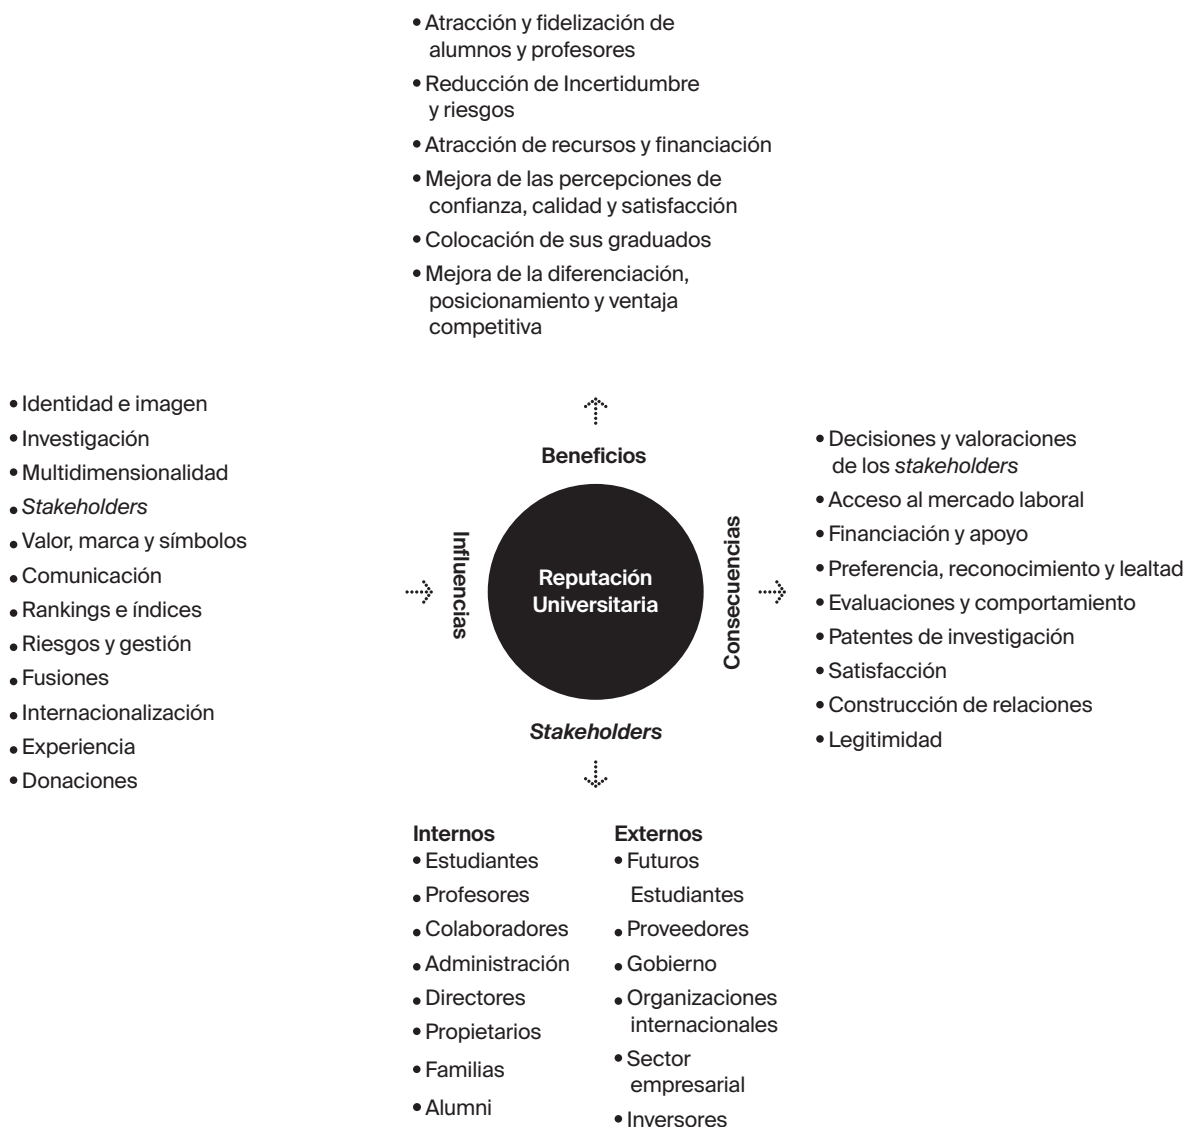 • Atracción y fidelización de
alumnos y profesores
• Reducción de Incertidumbre
y riesgos
• Atracción de recursos y financiación
• Mejora de las percepciones de
confianza, calidad y satisfacción
• Colocación de sus graduados
• Mejora de la diferenciación,
posicionamiento y ventaja
competitiva
• Identidad e imagen
• Investigación
• Multidimensionalidad
• Stakeholders
• Valor, marca y símbolos
• Comunicación
• Rankings e índices
• Riesgos y gestión
• Fusiones
• Internacionalización
• Experiencia
• Donaciones
Beneficios
Influencias
Reputación
Universitaria
Consecuencias
Stakeholders
• Decisiones y valoraciones
de los stakeholders
• Acceso al mercado laboral
• Financiación y apoyo
• Preferencia, reconocimiento y lealtad
• Evaluaciones y comportamiento
• Patentes de investigación
• Satisfacción
• Construcción de relaciones
• Legitimidad
Internos
• Estudiantes
• Profesores
• Colaboradores
• Administración
• Directores
• Propietarios
• Familias
• Alumni
Externos
• Futuros
Estudiantes
• Proveedores
• Gobierno
• Organizaciones
internacionales
• Sector
empresarial
• Inversores